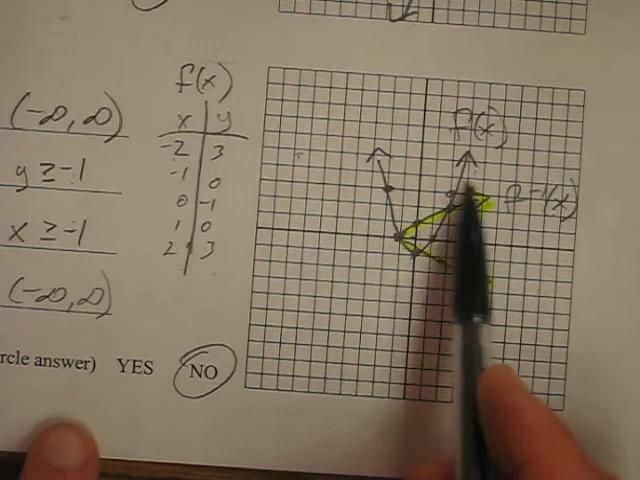 (-∞, ∞)
y ≥ -1
x ≥ -1
(-∞, ∞)
rcle answer) YES NO
f(x)
x y
-2 3
-1 0
0 -1
1 0
2 3
f(x)
f⁻¹(x)